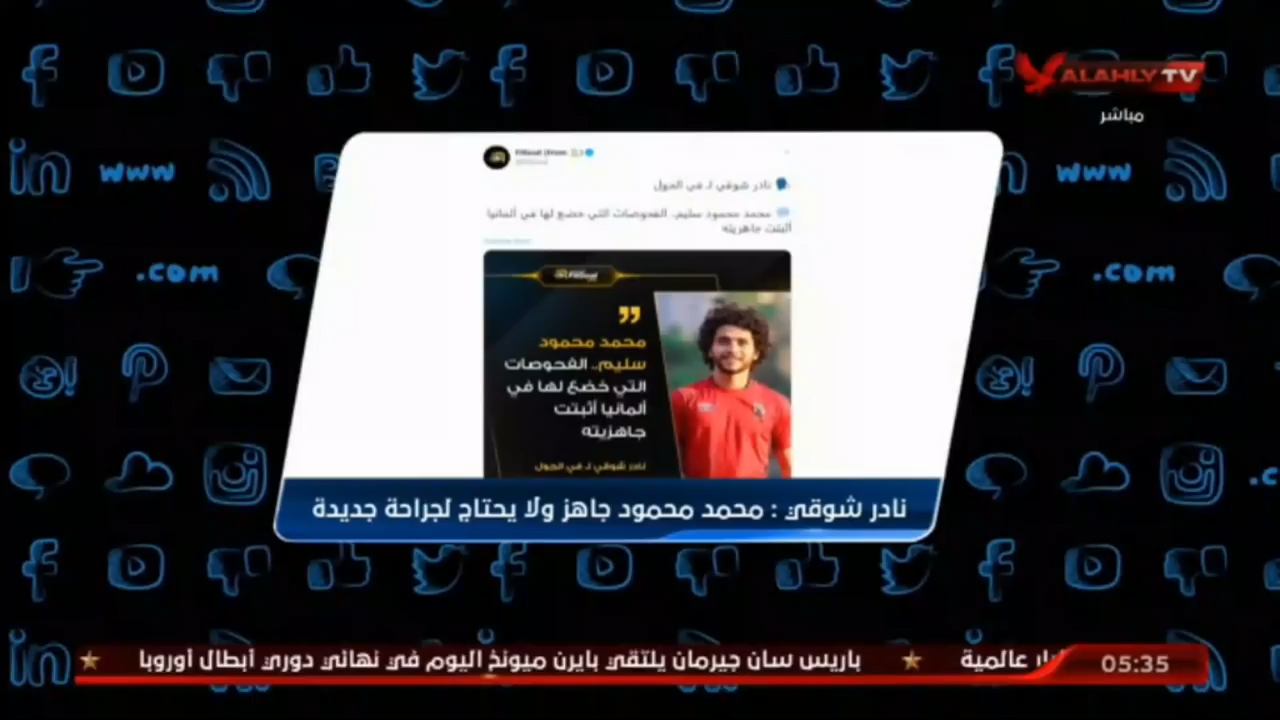 ALAHLY TV
مباشر
نادر شوقي لـ في الجول
محمد محمود سليم.. الفحوصات التي خضع لها في ألمانيا
أثبتت جاهزيته
FilGoal
محمد محمود
سليم.. الفحوصات
التي خضع لها في
ألمانيا أثبتت
جاهزيته
نادر شوقي لـ في الجول
نادر شوقي : محمد محمود جاهز ولا يحتاج لجراحة جديدة
www
www
.com
.com
عالمية ★ باريس سان جيرمان يلتقي بايرن ميونخ اليوم في نهائي دوري أبطال أوروبا ★
05:35